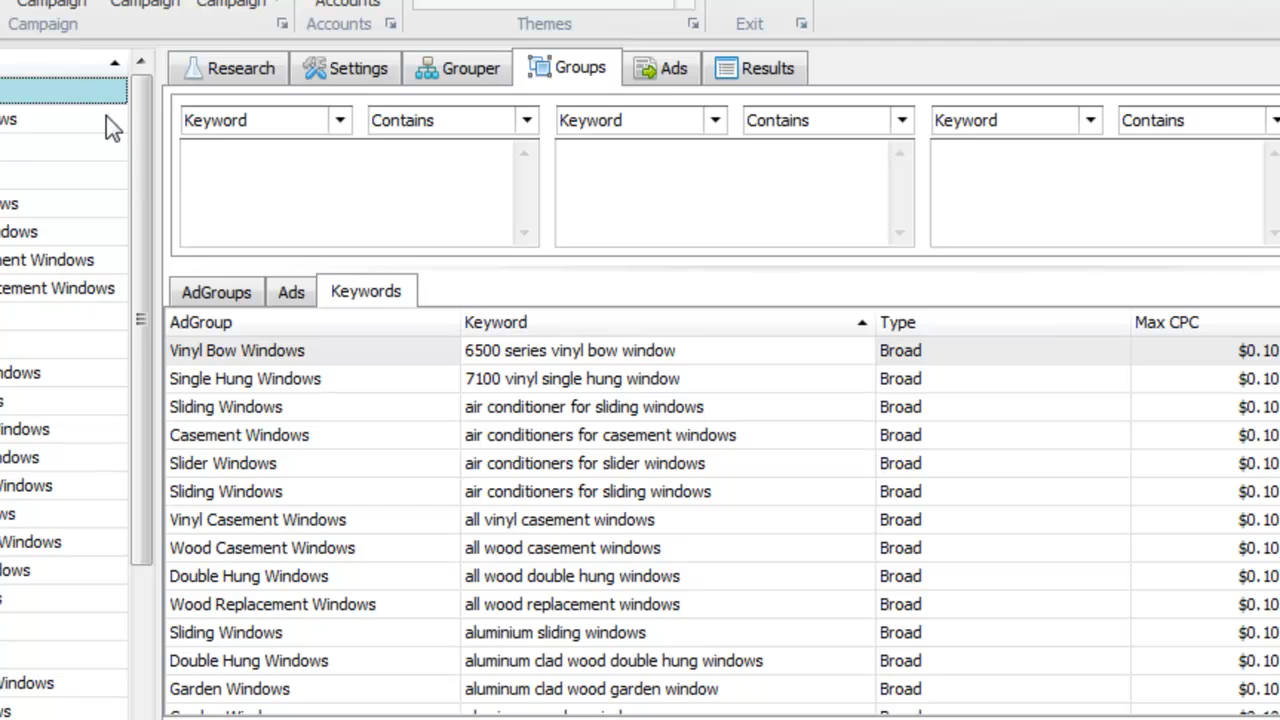 Campaign Campaign Campaign Accounts
Campaign Accounts Themes Exit
Research Settings Grouper Groups Ads Results
Keyword Contains Keyword Contains Keyword Contains
ws
ws
dows
ent Windows
cement Windows
ndows
s
indows
ndows
Windows
ws
Windows
lows
s
Windows
ws
AdGroups Ads Keywords
AdGroup Keyword Type Max CPC
Vinyl Bow Windows 6500 series vinyl bow window Broad $0.10
Single Hung Windows 7100 vinyl single hung window Broad $0.10
Sliding Windows air conditioner for sliding windows Broad $0.10
Casement Windows air conditioners for casement windows Broad $0.10
Slider Windows air conditioners for slider windows Broad $0.10
Sliding Windows air conditioners for sliding windows Broad $0.10
Vinyl Casement Windows all vinyl casement windows Broad $0.10
Wood Casement Windows all wood casement windows Broad $0.10
Double Hung Windows all wood double hung windows Broad $0.10
Wood Replacement Windows all wood replacement windows Broad $0.10
Sliding Windows aluminium sliding windows Broad $0.10
Double Hung Windows aluminum clad wood double hung windows Broad $0.10
Garden Windows aluminum clad wood garden window Broad $0.10